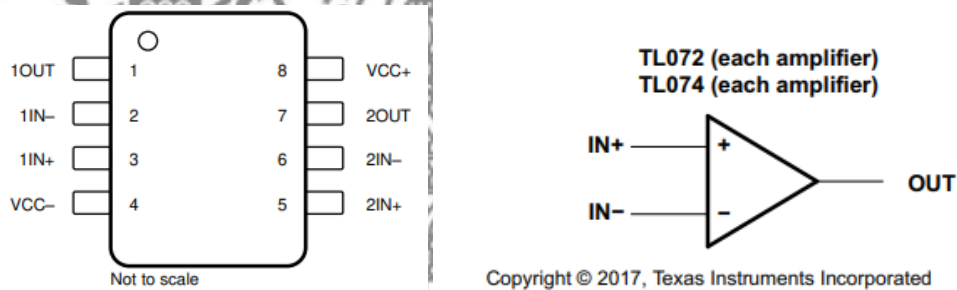 1OUT 1 8 VCC+
1IN– 2 7 2OUT
1IN+ 3 6 2IN–
VCC– 4 5 2IN+
Not to scale
TL072 (each amplifier)
TL074 (each amplifier)
IN+ +
OUT
IN− −
Copyright © 2017, Texas Instruments Incorporated